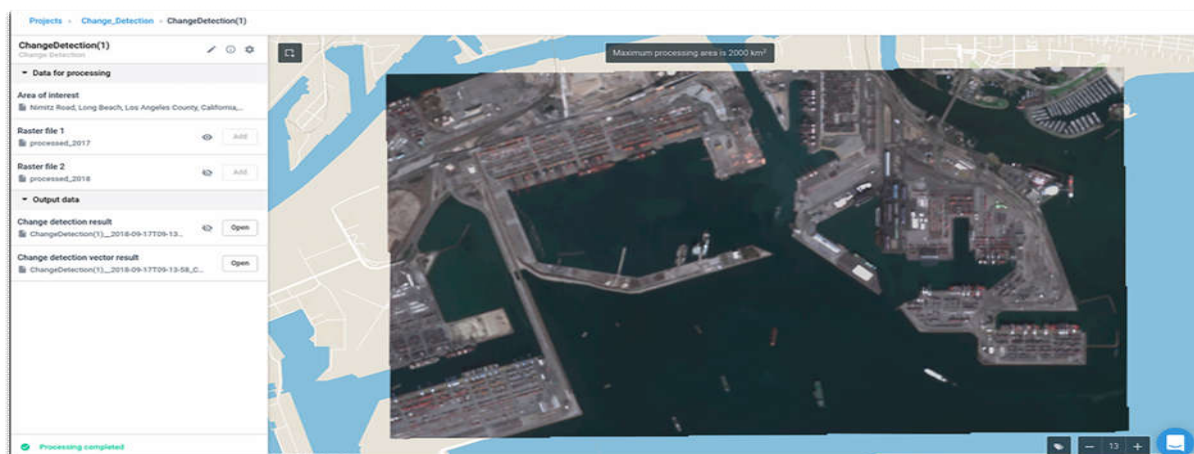 Projects › Change_Detection › ChangeDetection(1)
ChangeDetection(1)
Change Detection
Data for processing
Area of interest
Nimitz Road, Long Beach, Los Angeles County, California,...
Raster file 1
processed_2017
Add
Raster file 2
processed_2018
Add
Output data
Change detection result
ChangeDetection(1)__2018-09-17T09-13...
Open
Change detection vector result
ChangeDetection(1)__2018-09-17T09-13-58_C...
Open
Processing completed
Maximum processing area is 2000 km²
13